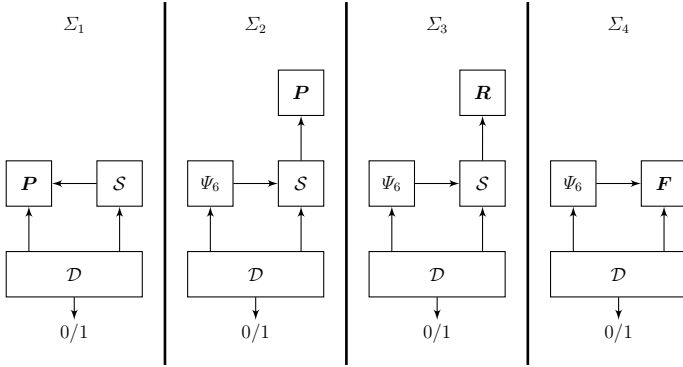 Σ₁ Σ₂ Σ₃ Σ₄
P R
P 𝒮 Ψ₆ 𝒮 Ψ₆ 𝒮 Ψ₆ F
𝒟 𝒟 𝒟 𝒟
0/1 0/1 0/1 0/1